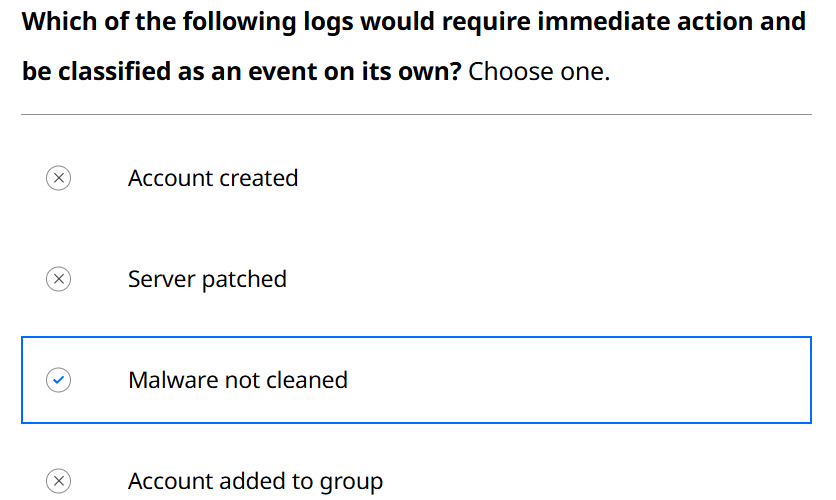 Which of the following logs would require immediate action and
be classified as an event on its own? Choose one.
Account created
Server patched
Malware not cleaned
Account added to group